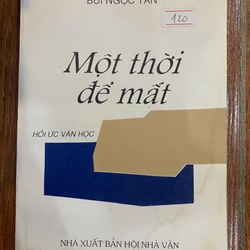 BÙI NGỌC TẤN
120
Một thời
để mất
HỒI ỨC VĂN HỌC
NHÀ XUẤT BẢN HỘI NHÀ VĂN